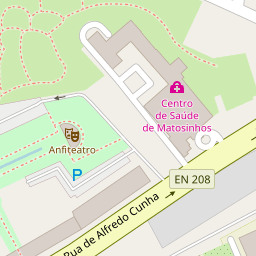 Centro
de Saúde
de Matosinhos
Anfiteatro
P
EN 208
Rua de Alfredo Cunha